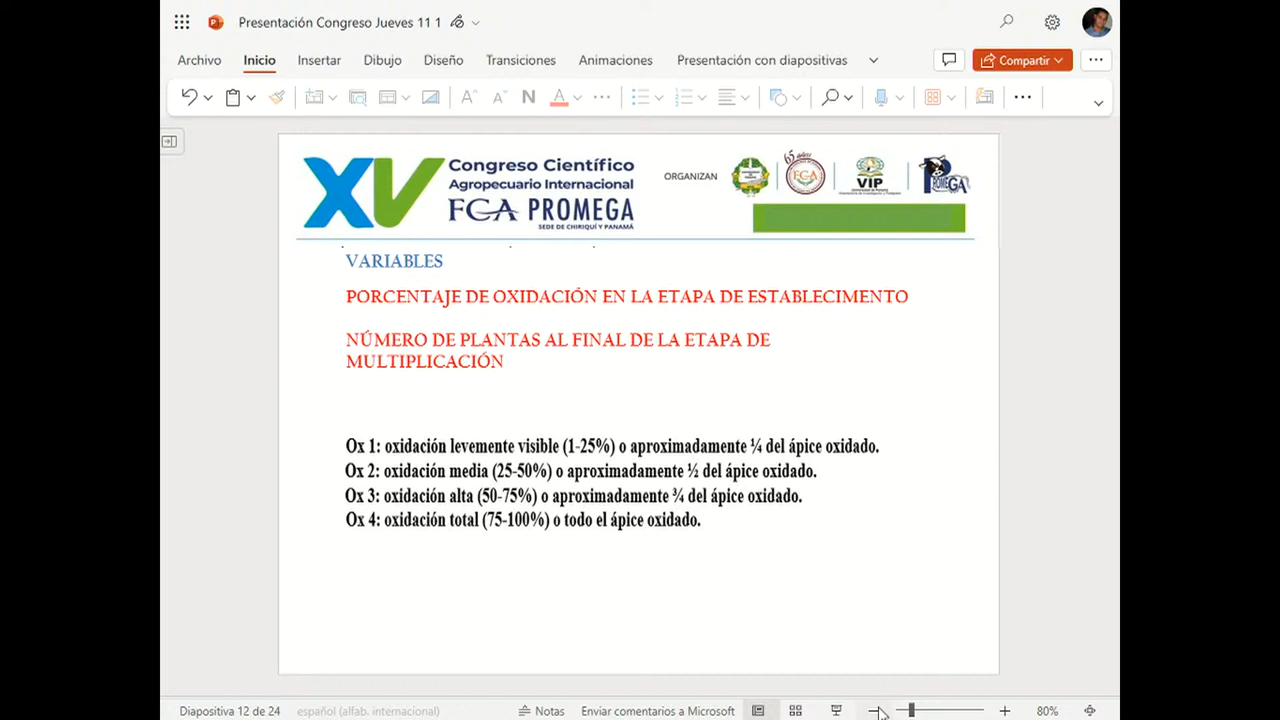 Presentación Congreso Jueves 11 1
Archivo Inicio Insertar Dibujo Diseño Transiciones Animaciones Presentación con diapositivas Compartir
XV Congreso Científico
Agropecuario Internacional
FCA PROMEGA
SEDE DE CHIRIQUÍ Y PANAMÁ
ORGANIZAN
65 años
FCA
VIP
PROMEGA
VARIABLES
PORCENTAJE DE OXIDACIÓN EN LA ETAPA DE ESTABLECIMENTO
NÚMERO DE PLANTAS AL FINAL DE LA ETAPA DE
MULTIPLICACIÓN
Ox 1: oxidación levemente visible (1-25%) o aproximadamente ¼ del ápice oxidado.
Ox 2: oxidación media (25-50%) o aproximadamente ½ del ápice oxidado.
Ox 3: oxidación alta (50-75%) o aproximadamente ¾ del ápice oxidado.
Ox 4: oxidación total (75-100%) o todo el ápice oxidado.
Diapositiva 12 de 24 español (alfab. internacional) Notas Enviar comentarios a Microsoft 80%